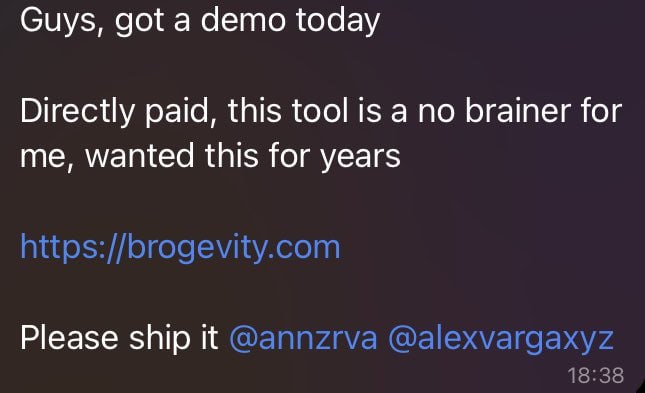 Guys, got a demo today
Directly paid, this tool is a no brainer for
me, wanted this for years
https://brogevity.com
Please ship it @annzrva @alexvargaxyz
18:38